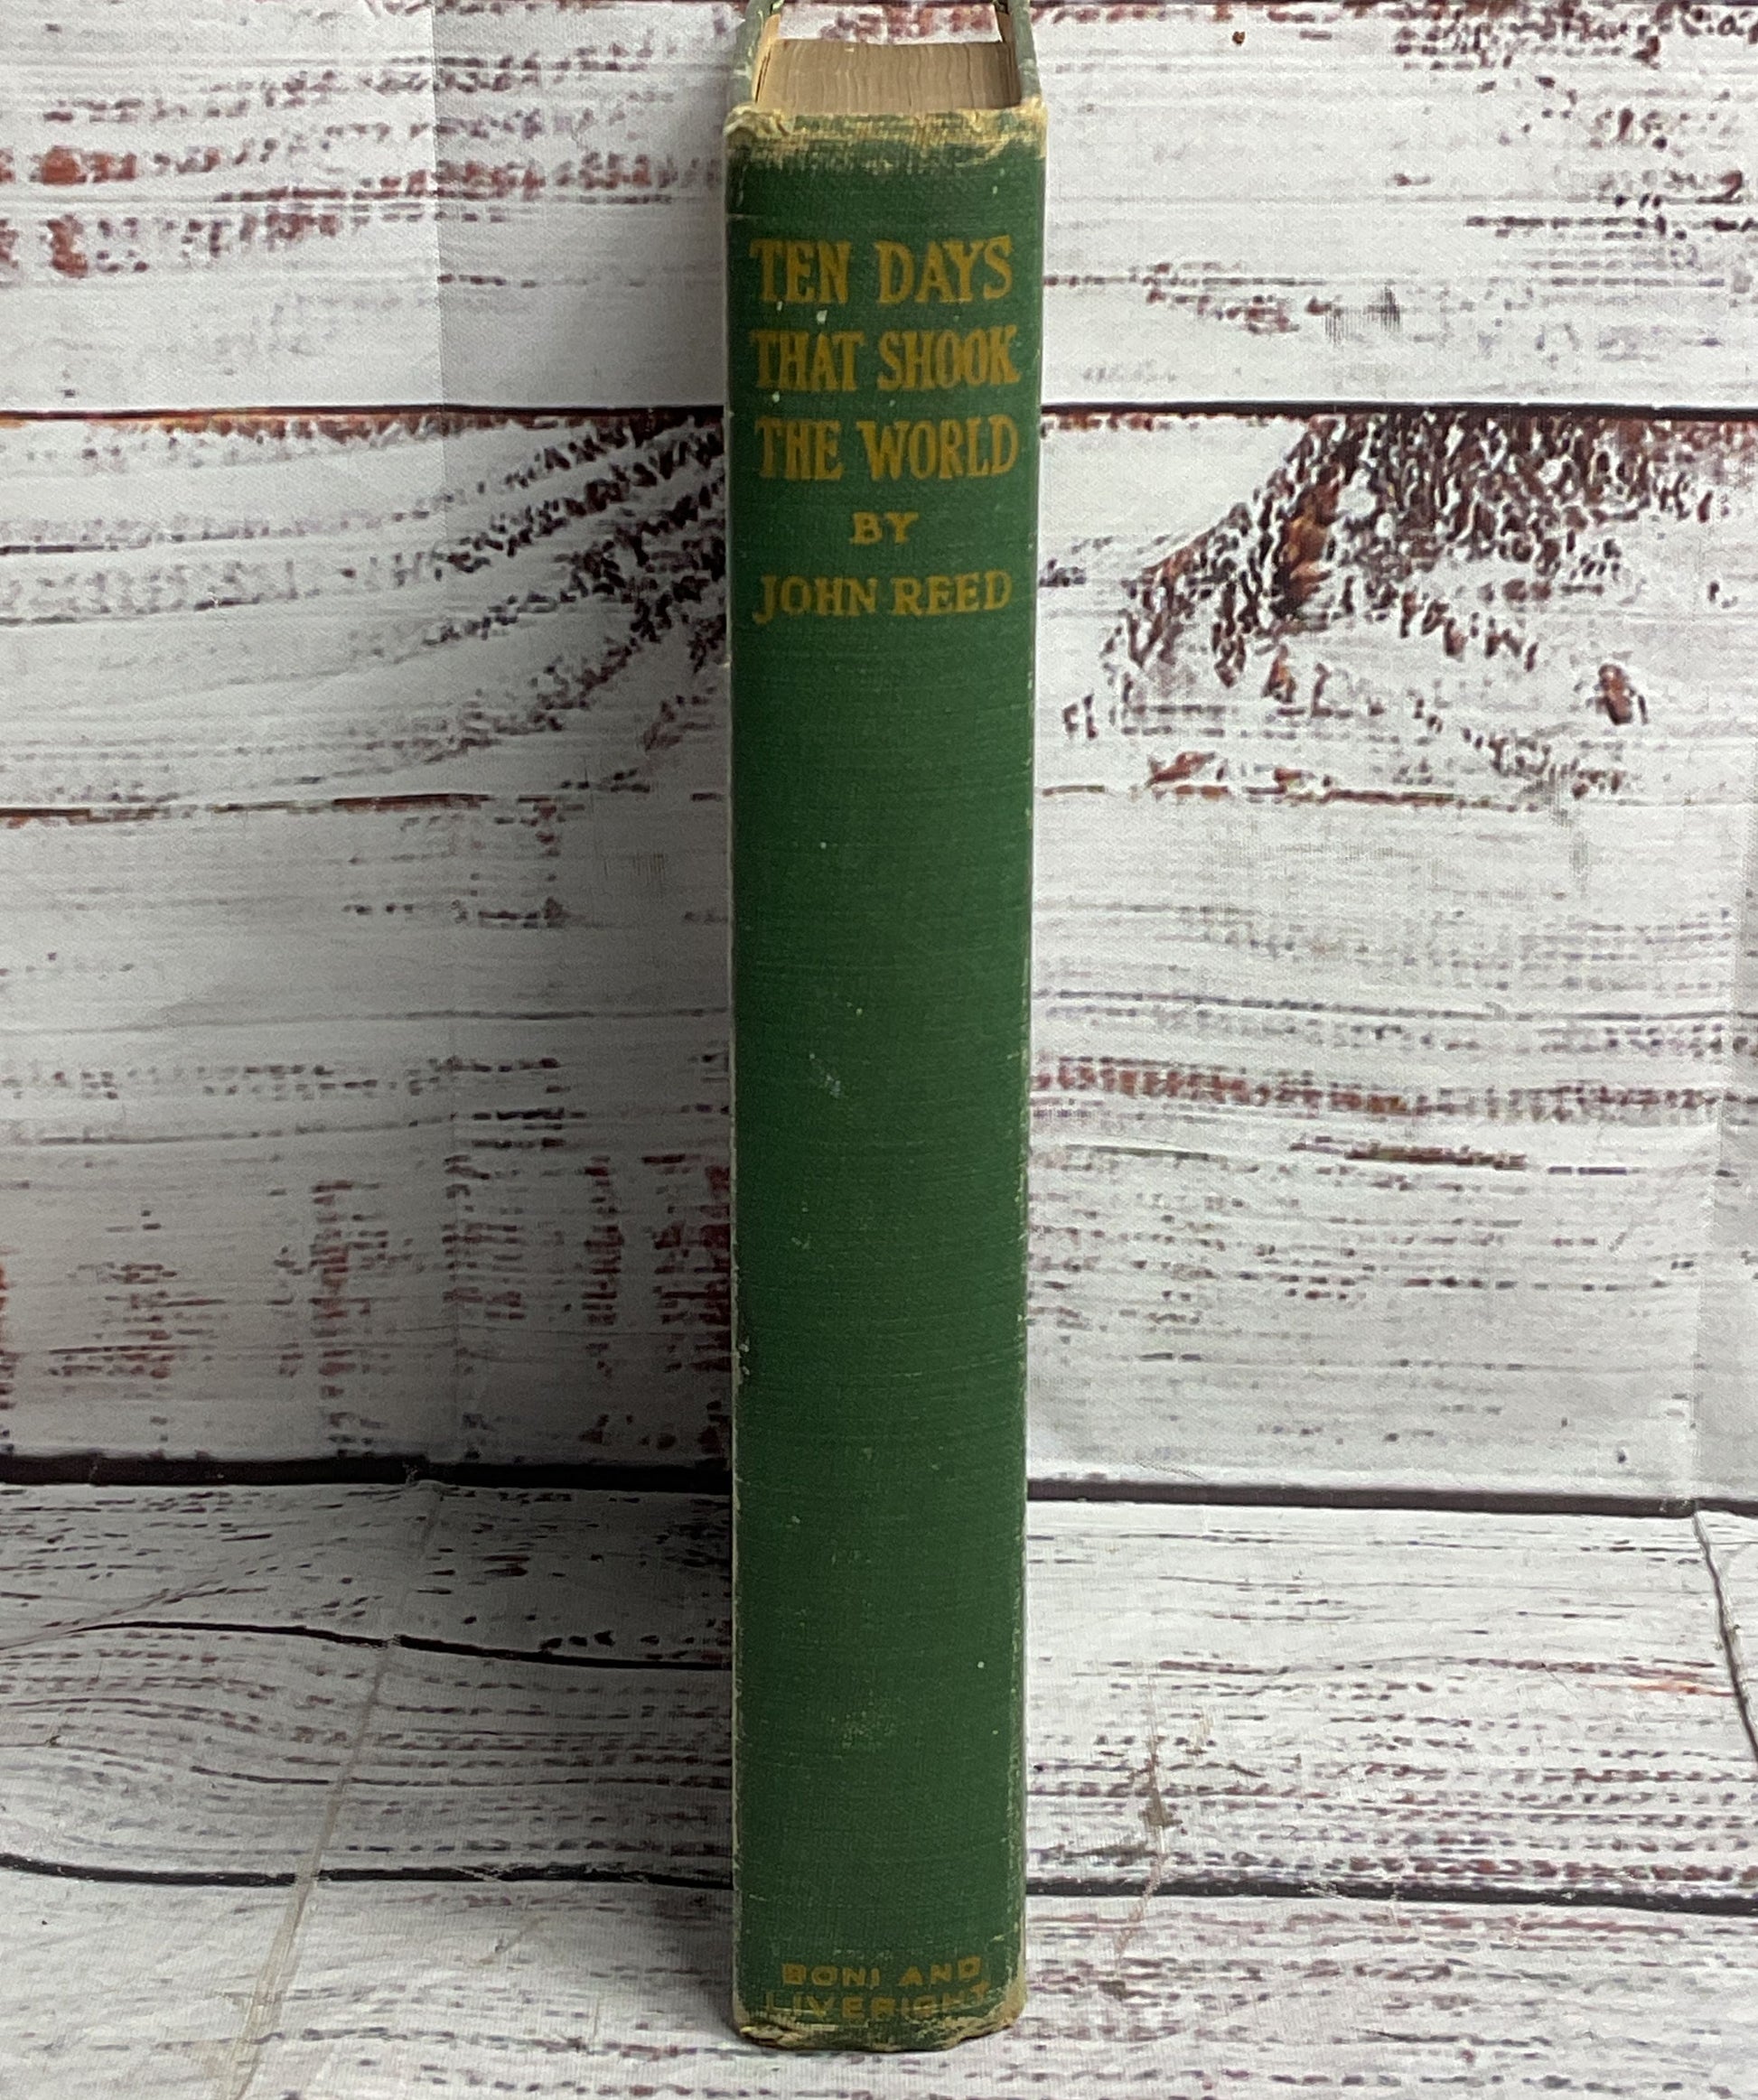 TEN DAYS
THAT SHOOK
THE WORLD
BY
JOHN REED
BONI AND
LIVERIGHT